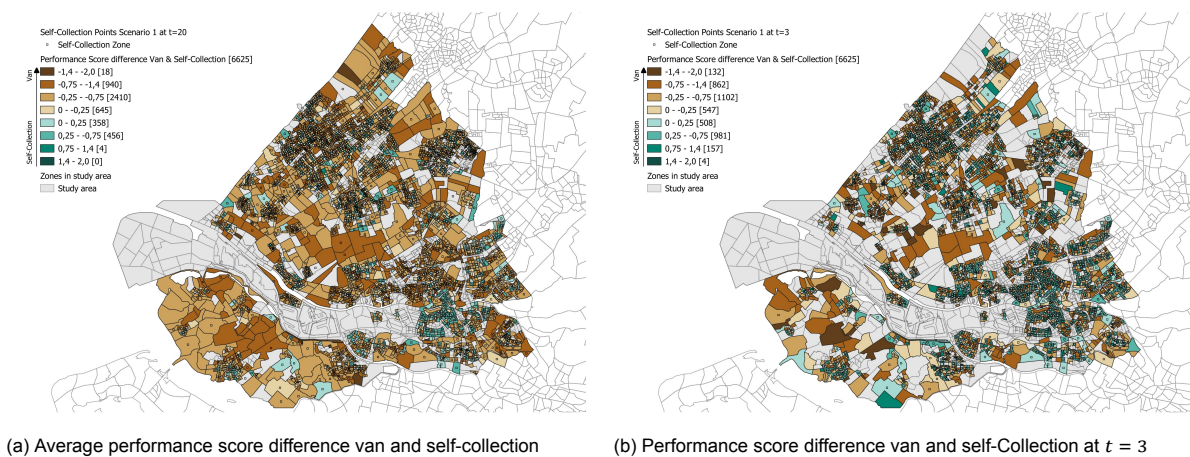 Self-Collection Points Scenario 1 at t=20
Self-Collection Zone
Performance Score difference Van & Self-Collection [6625]
Van
Self-Collection
-1,4 - -2,0 [18]
-0,75 - -1,4 [940]
-0,25 - -0,75 [2410]
0 - -0,25 [645]
0 - 0,25 [358]
0,25 - -0,75 [456]
0,75 - 1,4 [4]
1,4 - 2,0 [0]
Zones in study area
Study area
Self-Collection Points Scenario 1 at t=3
Self-Collection Zone
Performance Score difference Van & Self-Collection [6625]
Van
Self-Collection
-1,4 - -2,0 [132]
-0,75 - -1,4 [862]
-0,25 - -0,75 [1102]
0 - -0,25 [547]
0 - 0,25 [508]
0,25 - -0,75 [981]
0,75 - 1,4 [157]
1,4 - 2,0 [4]
Zones in study area
Study area
(a) Average performance score difference van and self-collection
(b) Performance score difference van and self-Collection at t = 3